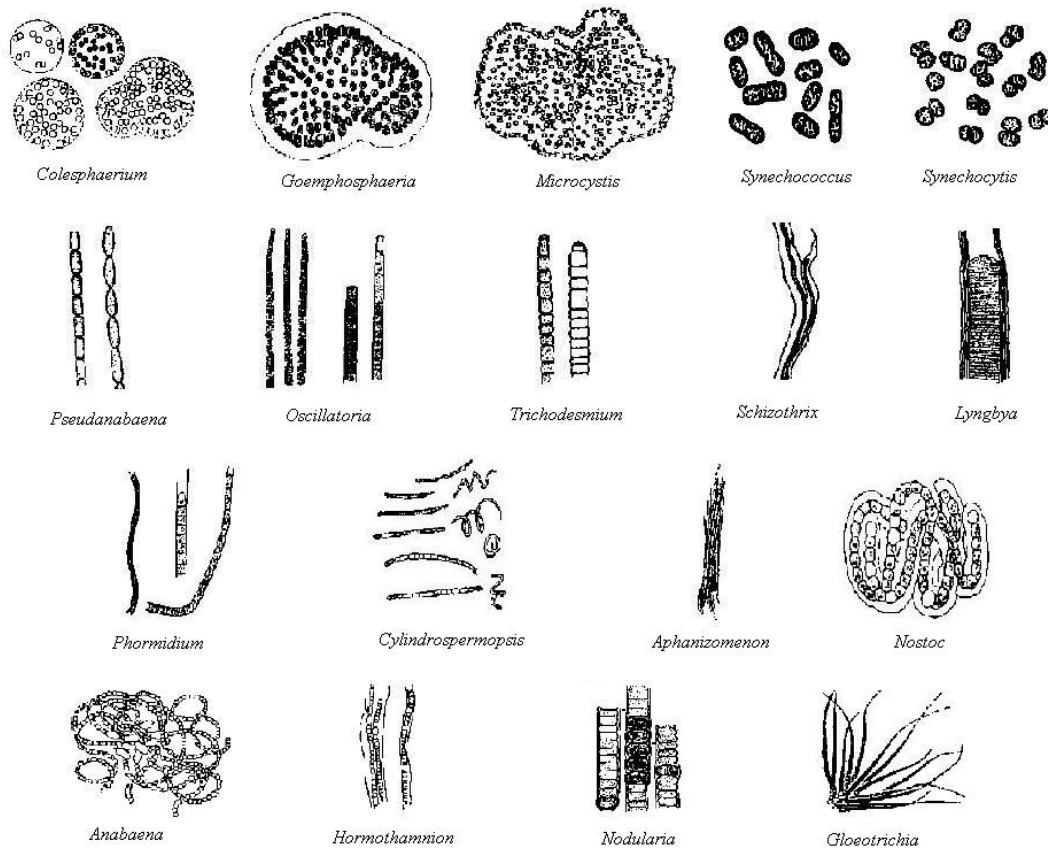 Colesphaerium
Goemphosphaeria
Microcystis
Synechococcus
Synechocytis
Pseudanabaena
Oscillatoria
Trichodesmium
Schizothrix
Lyngbya
Phormidium
Cylindrospermopsis
Aphanizomenon
Nostoc
Anabaena
Hormothamnion
Nodularia
Gloeotrichia